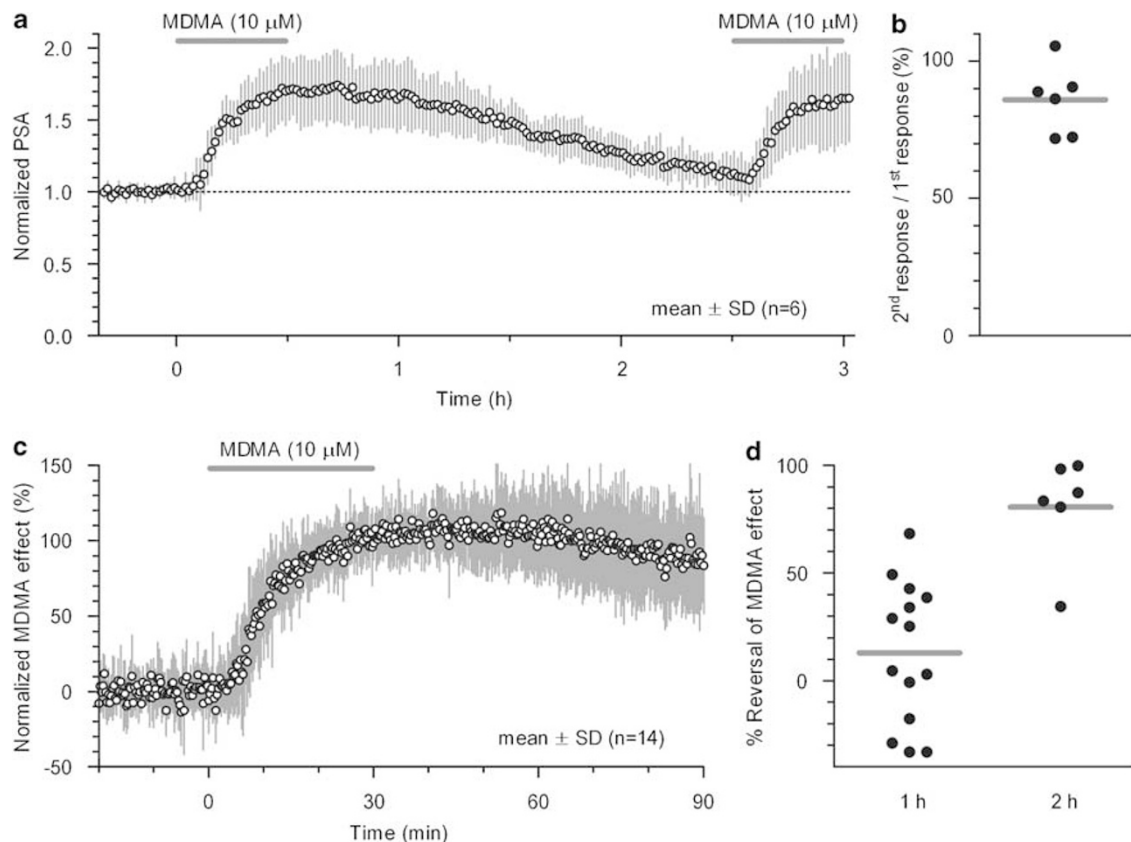 a
MDMA (10 μM)
MDMA (10 μM)
Normalized PSA
2.0
1.5
1.0
0.5
0.0
mean ± SD (n=6)
0
1
2
3
Time (h)
b
2nd response / 1st response (%)
100
50
0
c
MDMA (10 μM)
Normalized MDMA effect (%)
150
100
50
0
-50
mean ± SD (n=14)
0
30
60
90
Time (min)
d
% Reversal of MDMA effect
100
50
0
1 h
2 h